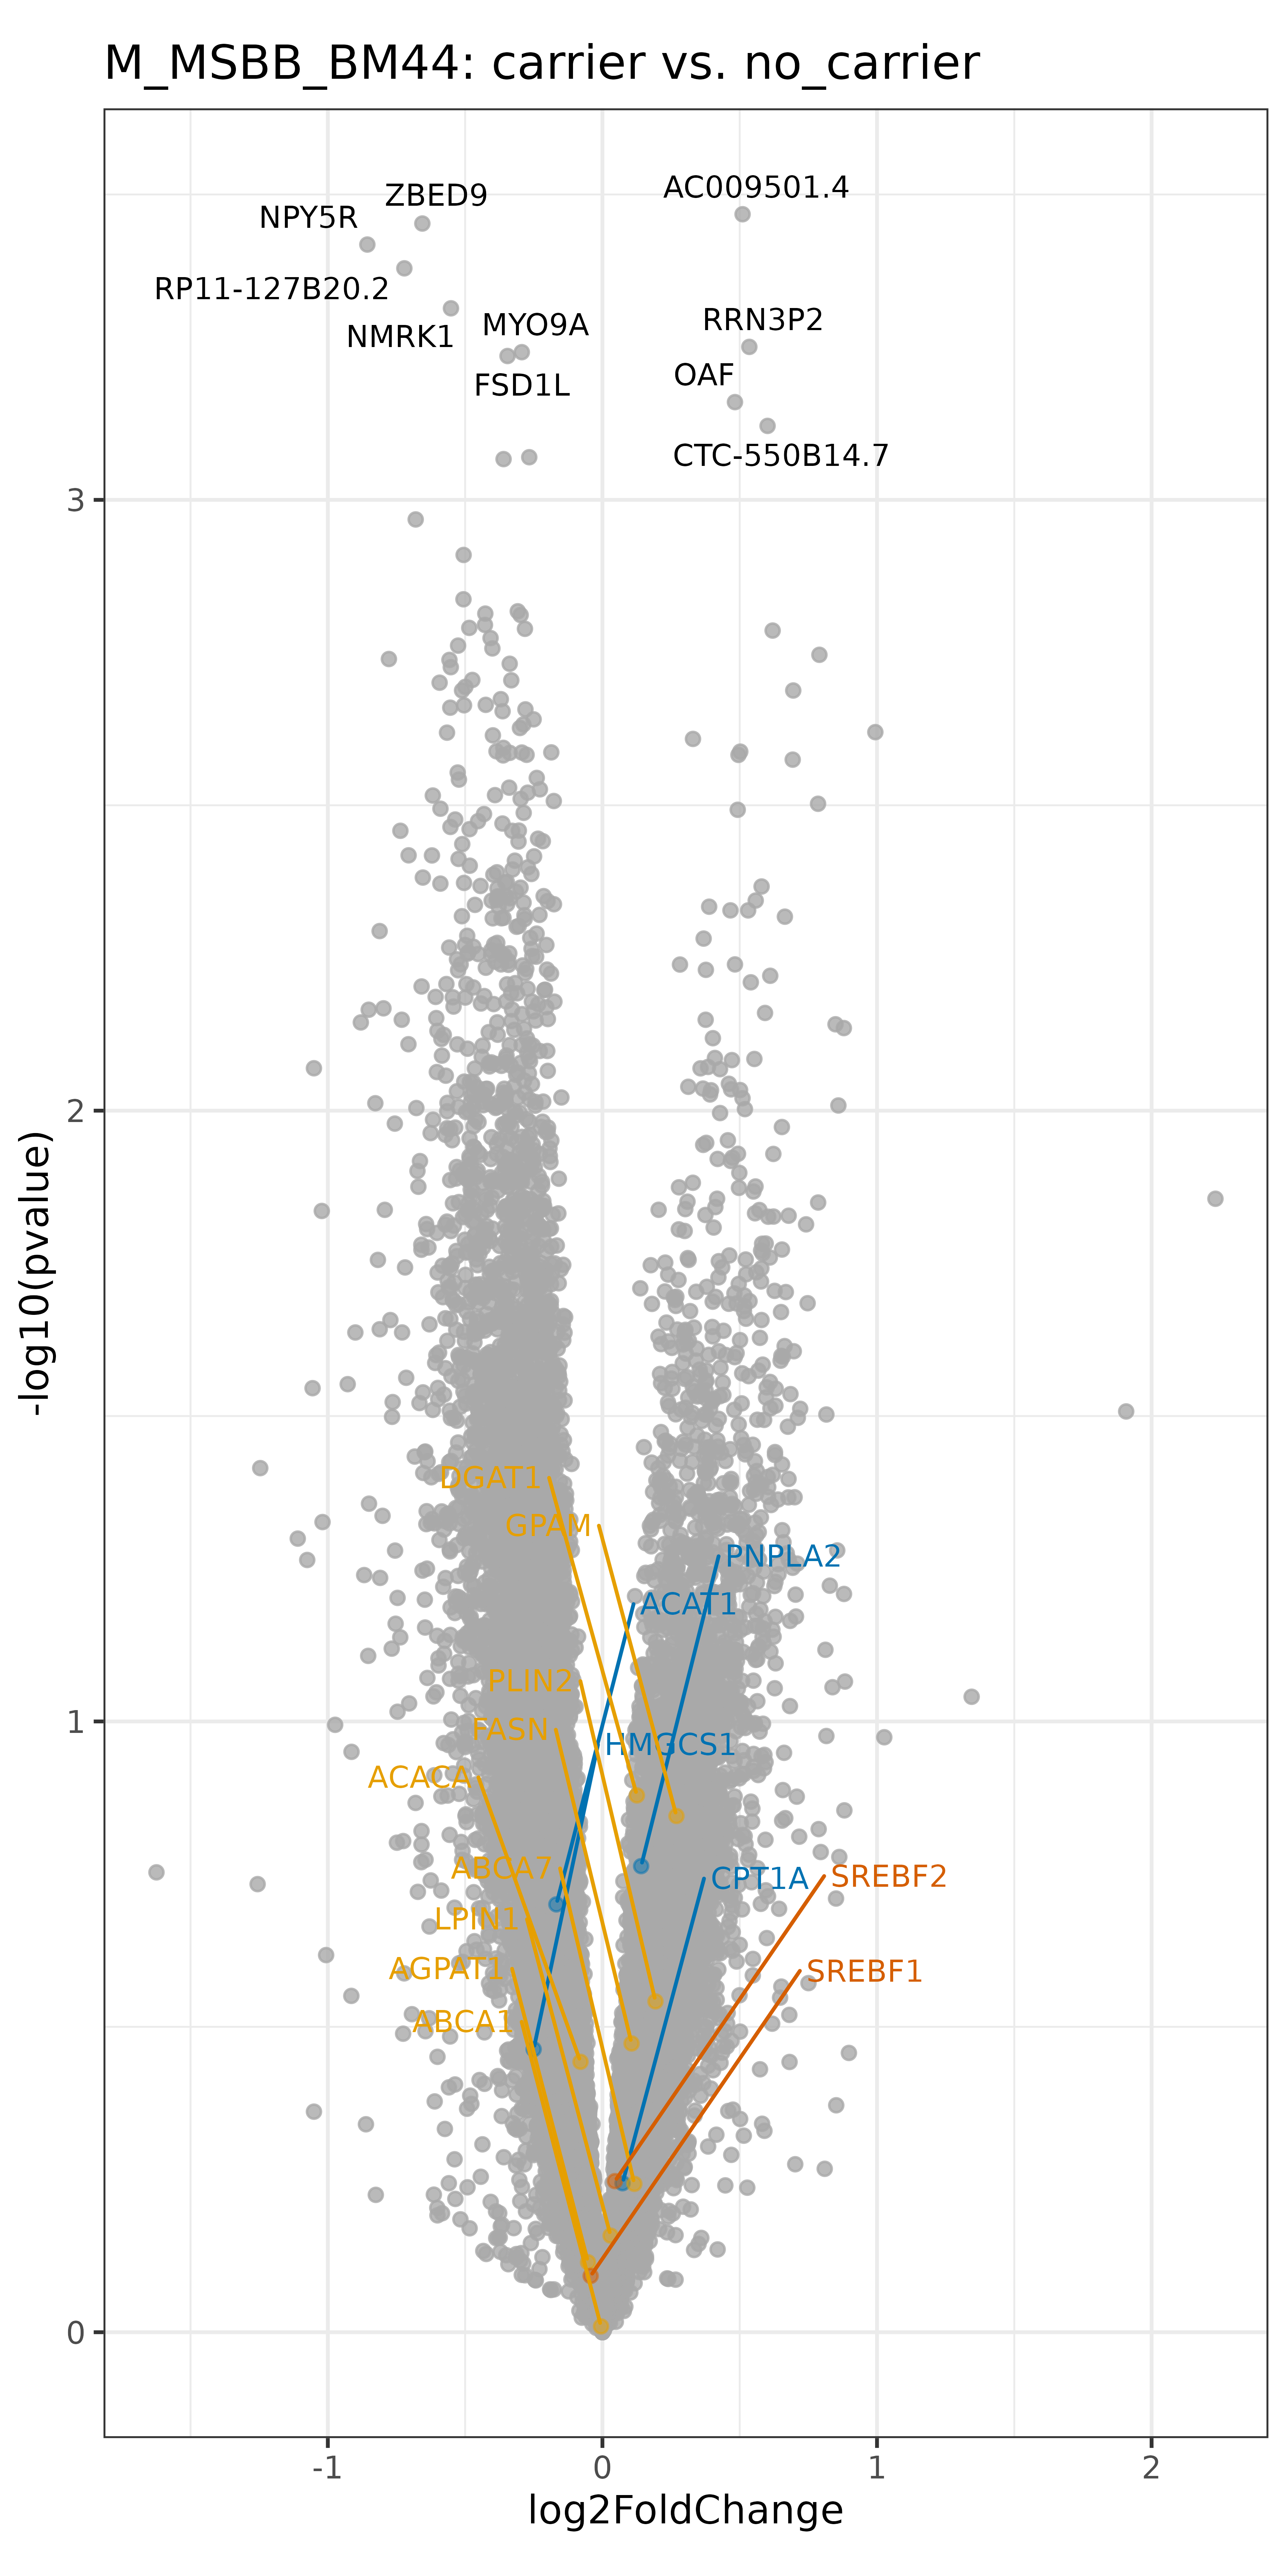 M_MSBB_BM44: carrier vs. no_carrier
AC009501.4
ZBED9
NPY5R
RP11-127B20.2
RRN3P2
MYO9A
NMRK1
OAF
FSD1L
CTC-550B14.7
3
2
-log10(pvalue)
DGAT1
GPAM
PNPLA2
ACAT1
PLIN2
1
FASN
HMGCS1
ACACA
ABCA7
SREBF2
CPT1A
LPIN1
AGPAT1
SREBF1
ABCA1
0
-1
0
1
2
log2FoldChange